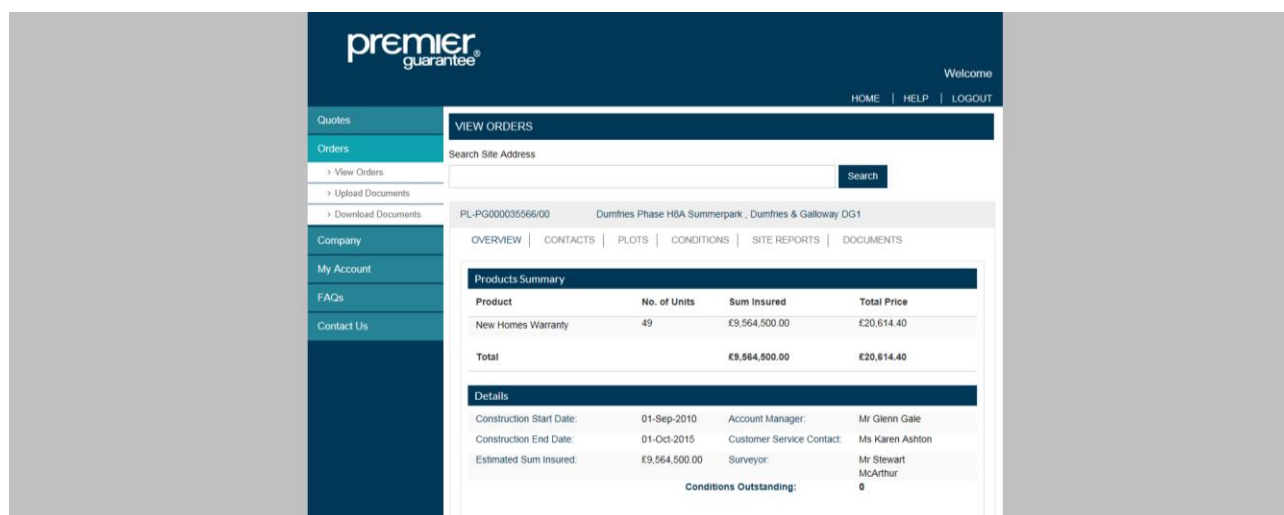 premier
guarantee®
Welcome
HOME | HELP | LOGOUT
Quotes
Orders
> View Orders
> Upload Documents
> Download Documents
Company
My Account
FAQs
Contact Us
VIEW ORDERS
Search Site Address
Search
PL-PG000035566/00 Dumfries Phase H8A Summerpark , Dumfries & Galloway DG1
OVERVIEW | CONTACTS | PLOTS | CONDITIONS | SITE REPORTS | DOCUMENTS
Products Summary
Product No. of Units Sum Insured Total Price
New Homes Warranty 49 £9,564,500.00 £20,614.40
Total £9,564,500.00 £20,614.40
Details
Construction Start Date: 01-Sep-2010 Account Manager: Mr Glenn Gale
Construction End Date: 01-Oct-2015 Customer Service Contact: Ms Karen Ashton
Estimated Sum Insured: £9,564,500.00 Surveyor: Mr Stewart
McArthur
Conditions Outstanding: 0